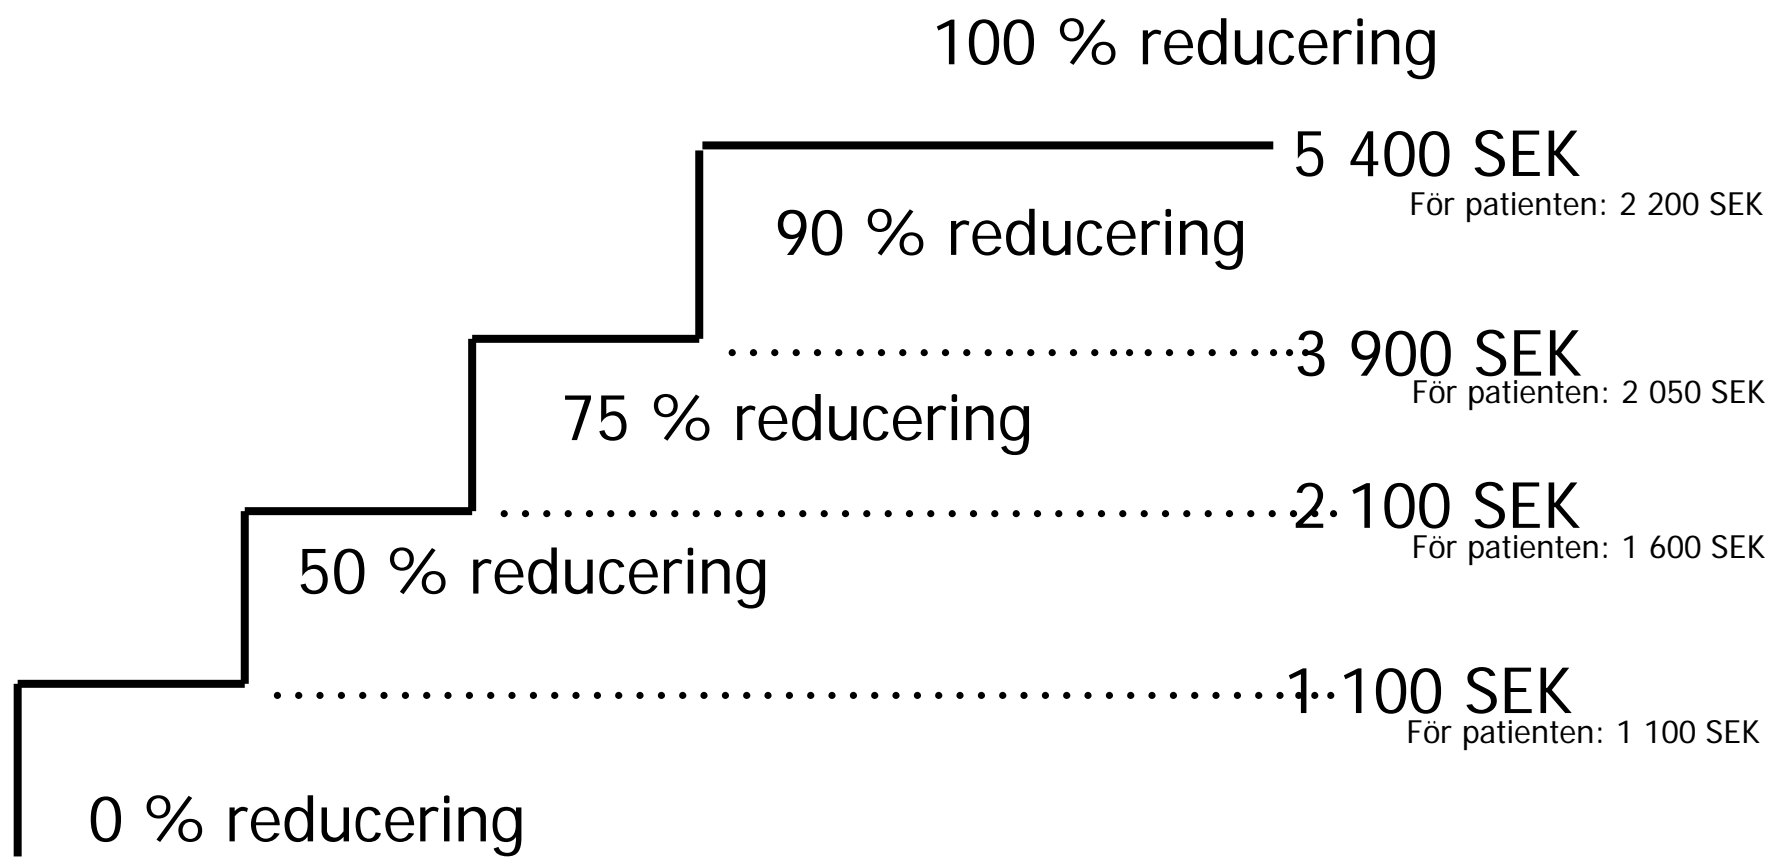 100 % reducering
5 400 SEK
För patienten: 2 200 SEK
90 % reducering
3 900 SEK
För patienten: 2 050 SEK
75 % reducering
2 100 SEK
För patienten: 1 600 SEK
50 % reducering
1 100 SEK
För patienten: 1 100 SEK
0 % reducering